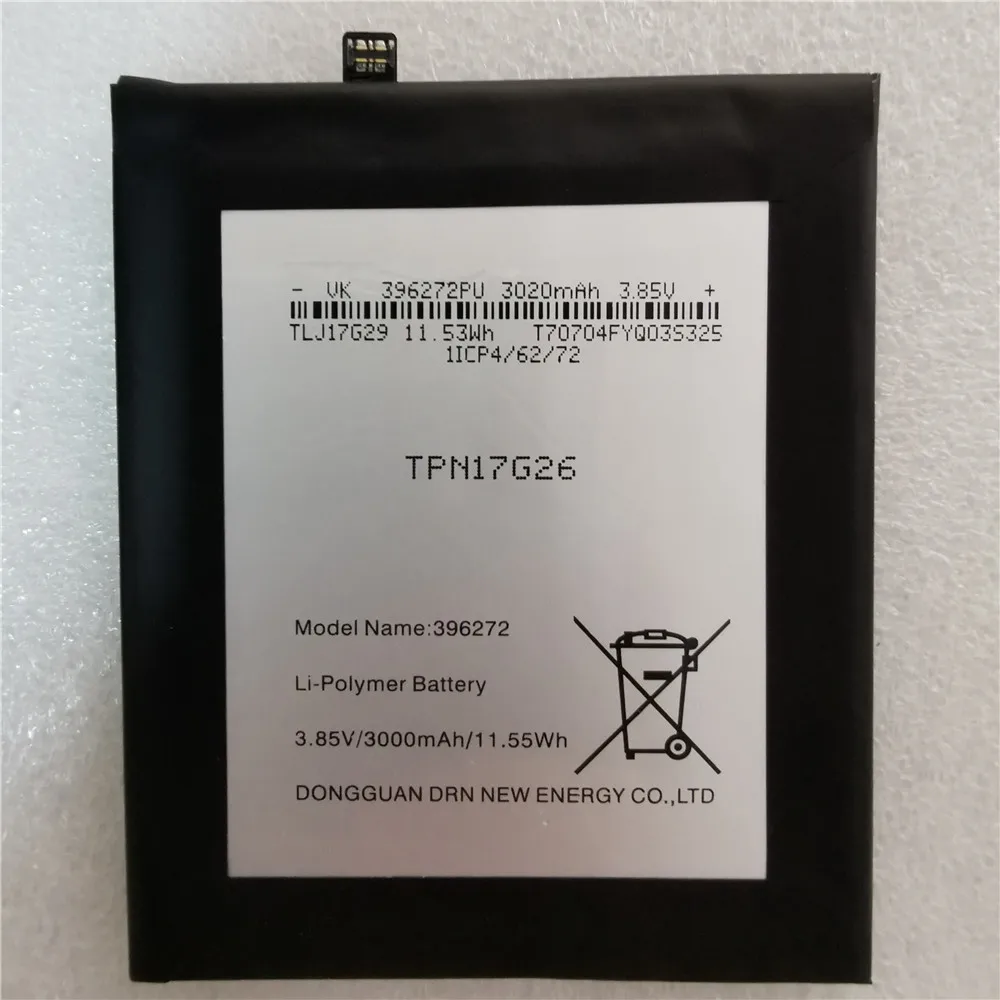 - VK 396272PU 3020mAh 3.85V +
TLJ17G29 11.53Wh T70704FYQ03S325
1ICP4/62/72
TPN17G26
Model Name:396272
Li-Polymer Battery
3.85V/3000mAh/11.55Wh
DONGGUAN DRN NEW ENERGY CO.,LTD